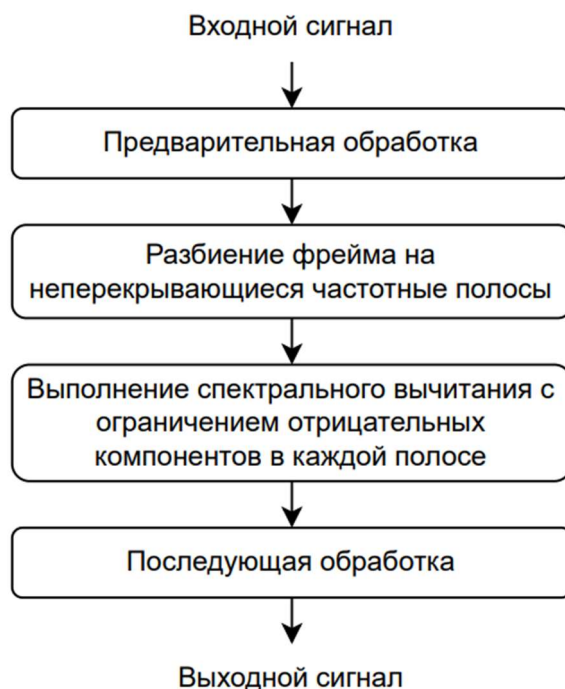 Входной сигнал
Предварительная обработка
Разбиение фрейма на
неперекрывающиеся частотные полосы
Выполнение спектрального вычитания с
ограничением отрицательных
компонентов в каждой полосе
Последующая обработка
Выходной сигнал